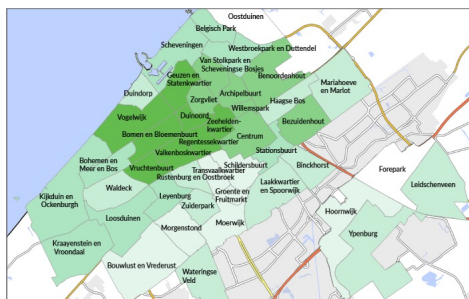 Oostduinen
Belgisch Park
Scheveningen
Westbroekpark en Duttendel
Van Stolkpark en
Scheveningse Bosjes
Geuzen en
Statenkwartier
Benoordenhout
Mariahoeve
en Marlot
Duindorp
Zorgvliet
Archipelbuurt
Haagse Bos
Willemspark
Vogelwijk
Duinoord
Zeehelden-
kwartier
Bezuidenhout
Bomen en Bloemenbuurt
Centrum
Regentessekwartier
Valkenboskwartier
Stationsbuurt
Bohemen en
Meer en Bos
Vruchtenbuurt
Schildersbuurt
Binckhorst
Transvaalkwartier
Forepark
Rustenburg en Oostbroek
Laakkwartier
en Spoorwijk
Leidschenveen
Waldeck
Kijkduin en
Ockenburgh
Leyenburg
Groente en
Fruitmarkt
Zuiderpark
Hoornwijk
Loosduinen
Moerwijk
Ypenburg
Morgenstond
Kraayenstein en
Vroondaal
Bouwlust en Vrederust
Wateringse
Veld